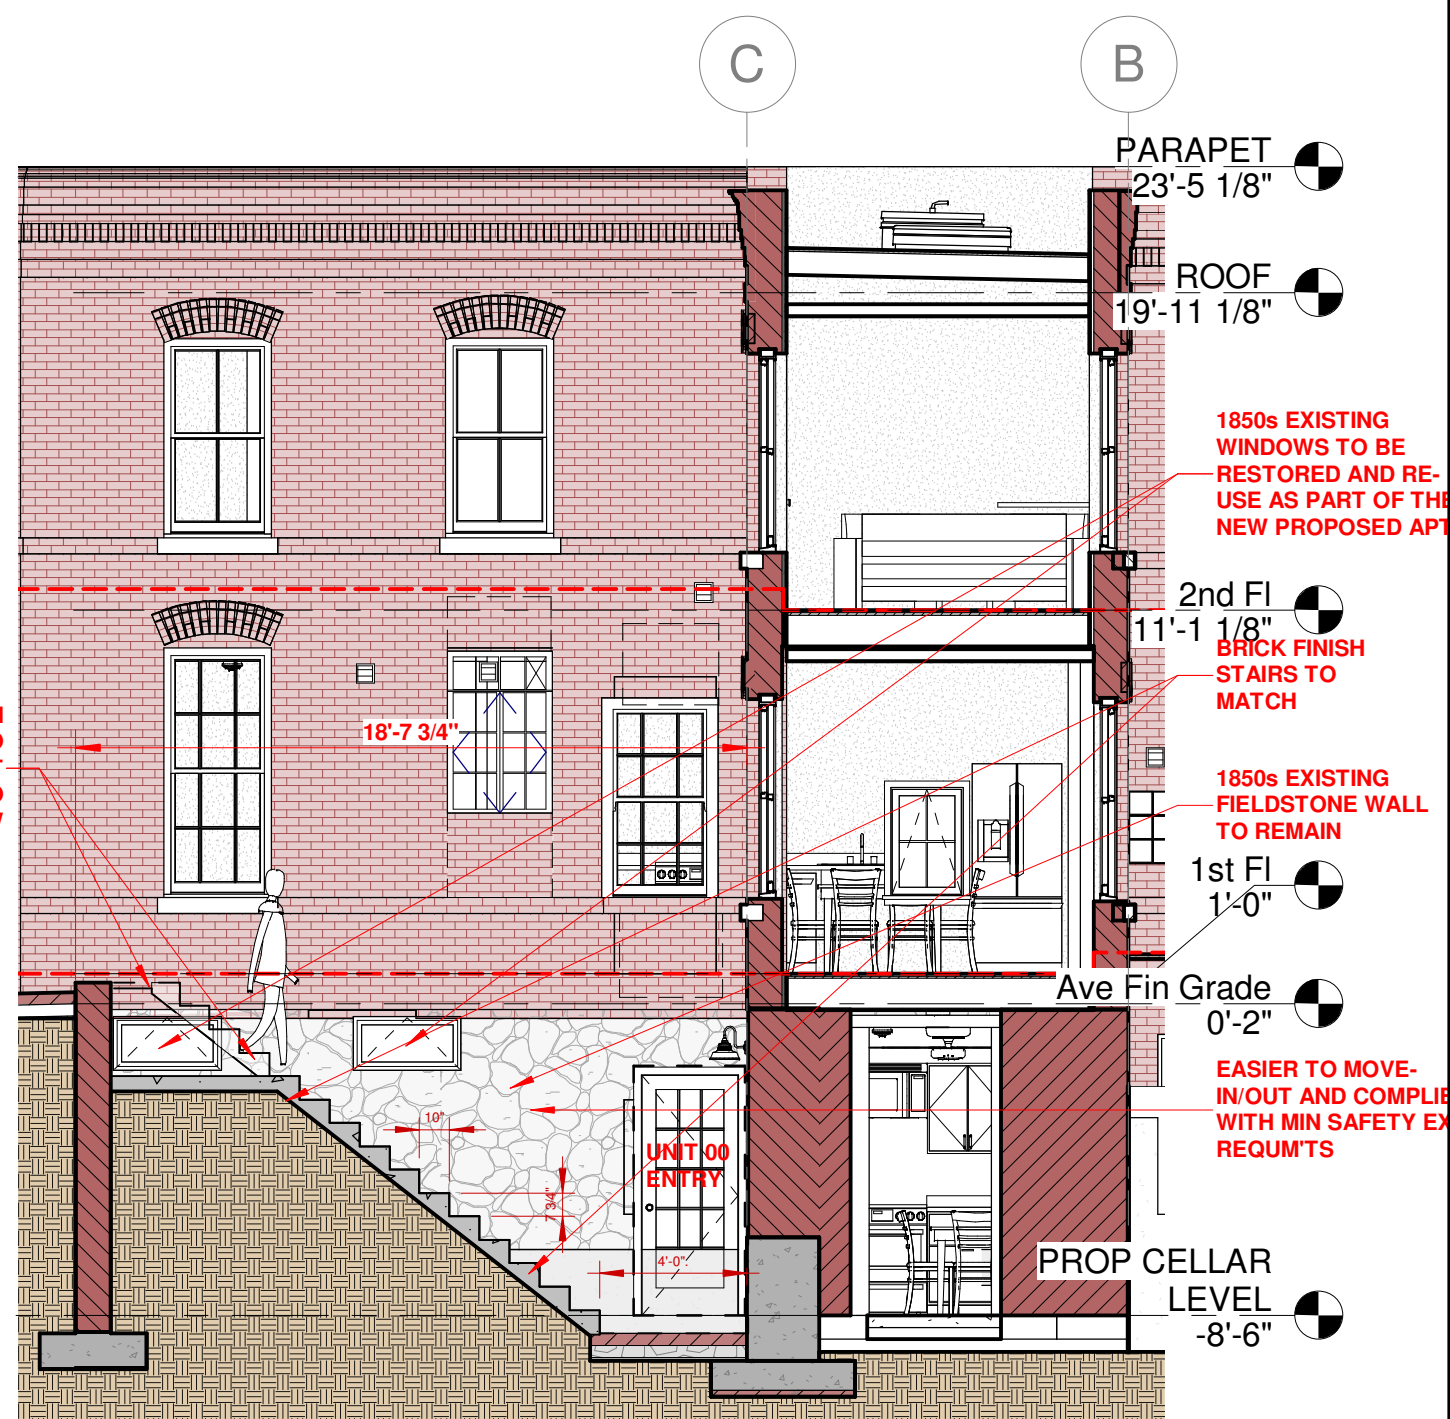 C
B
PARAPET
23'-5 1/8"
ROOF
19'-11 1/8"
1850s EXISTING
WINDOWS TO BE
RESTORED AND RE-
USE AS PART OF THE
NEW PROPOSED APT
2nd Fl
11'-1 1/8"
BRICK FINISH
STAIRS TO
MATCH
18'-7 3/4"
1850s EXISTING
FIELDSTONE WALL
TO REMAIN
1st Fl
1'-0"
Ave Fin Grade
0'-2"
EASIER TO MOVE-
IN/OUT AND COMPLIE
WITH MIN SAFETY EX
REQUM'TS
10"
UNIT 00
ENTRY
7 3/4"
4'-0".
PROP CELLAR
LEVEL
-8'-6"